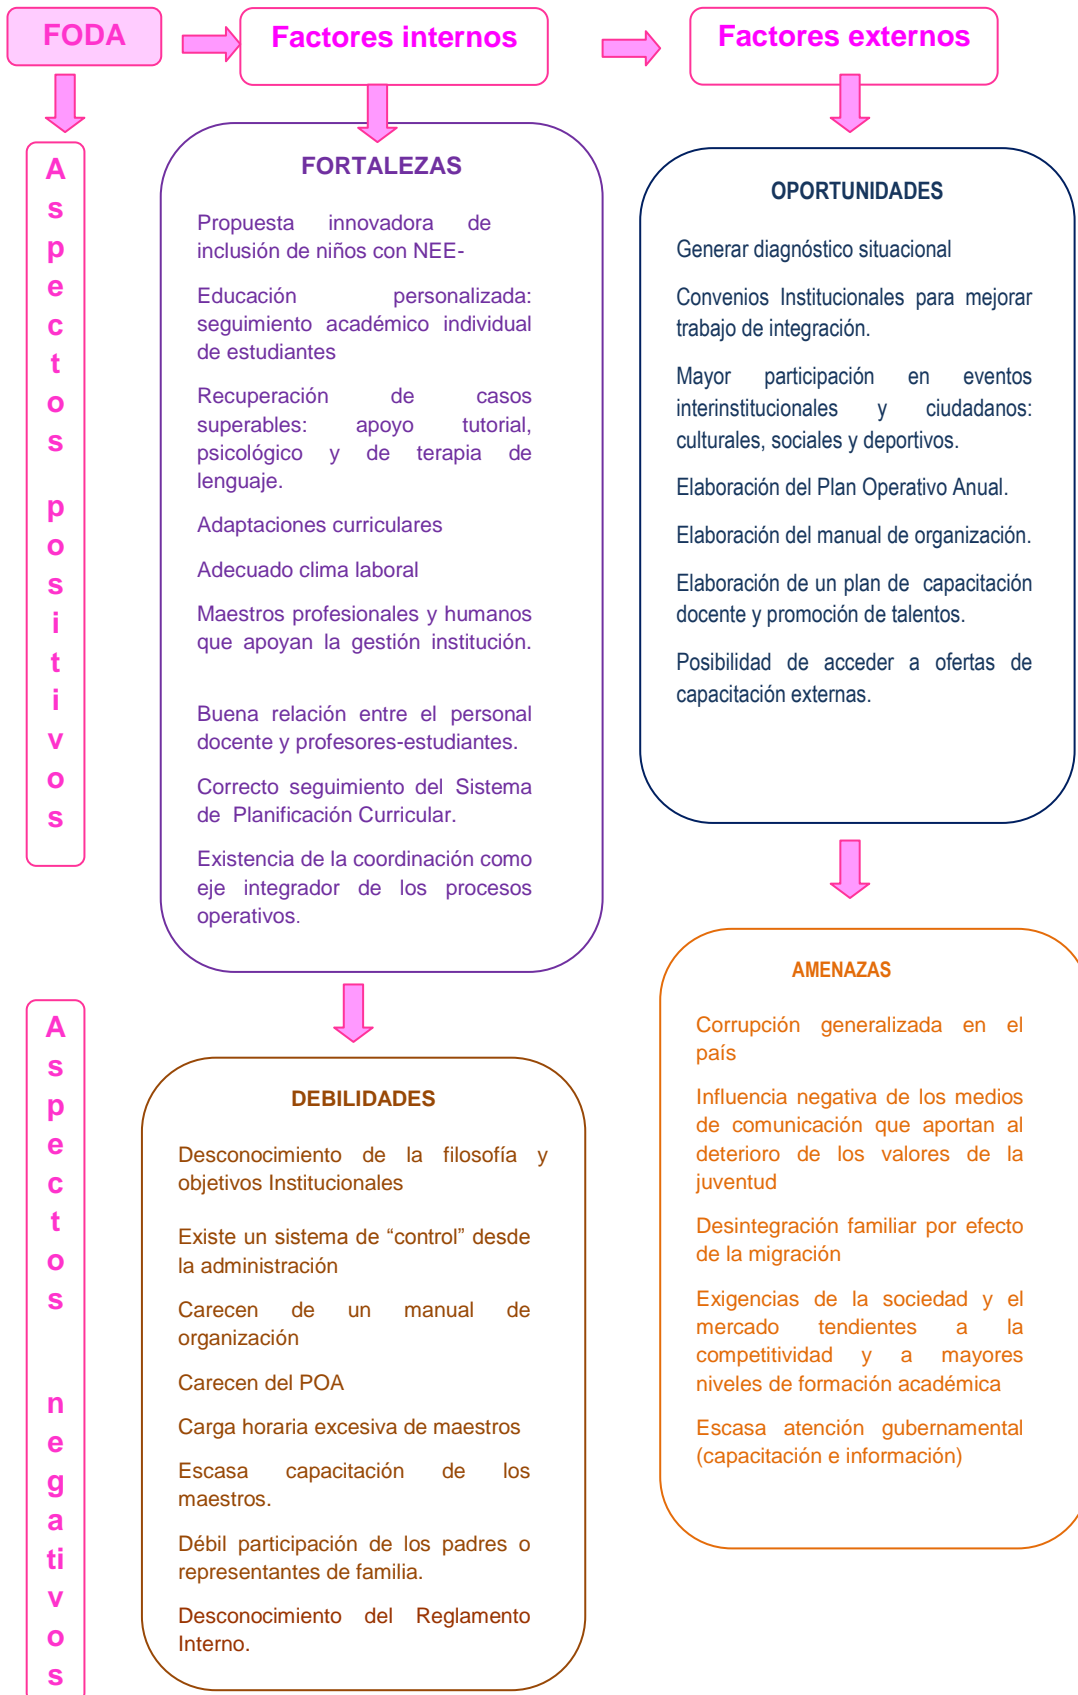 FODA
Factores internos
Factores externos
Aspectos positivos
FORTALEZAS
Propuesta innovadora de
inclusión de niños con NEE-
Educación personalizada:
seguimiento académico individual
de estudiantes
Recuperación de casos
superables: apoyo tutorial,
psicológico y de terapia de
lenguaje.
Adaptaciones curriculares
Adecuado clima laboral
Maestros profesionales y humanos
que apoyan la gestión institución.
Buena relación entre el personal
docente y profesores-estudiantes.
Correcto seguimiento del Sistema
de Planificación Curricular.
Existencia de la coordinación como
eje integrador de los procesos
operativos.
OPORTUNIDADES
Generar diagnóstico situacional
Convenios Institucionales para mejorar
trabajo de integración.
Mayor participación en eventos
interinstitucionales y ciudadanos:
culturales, sociales y deportivos.
Elaboración del Plan Operativo Anual.
Elaboración del manual de organización.
Elaboración de un plan de capacitación
docente y promoción de talentos.
Posibilidad de acceder a ofertas de
capacitación externas.
Aspectos negativos
DEBILIDADES
Desconocimiento de la filosofía y
objetivos Institucionales
Existe un sistema de “control” desde
la administración
Carecen de un manual de
organización
Carecen del POA
Carga horaria excesiva de maestros
Escasa capacitación de los
maestros.
Débil participación de los padres o
representantes de familia.
Desconocimiento del Reglamento
Interno.
AMENAZAS
Corrupción generalizada en el
país
Influencia negativa de los medios
de comunicación que aportan al
deterioro de los valores de la
juventud
Desintegración familiar por efecto
de la migración
Exigencias de la sociedad y el
mercado tendientes a la
competitividad y a mayores
niveles de formación académica
Escasa atención gubernamental
(capacitación e información)